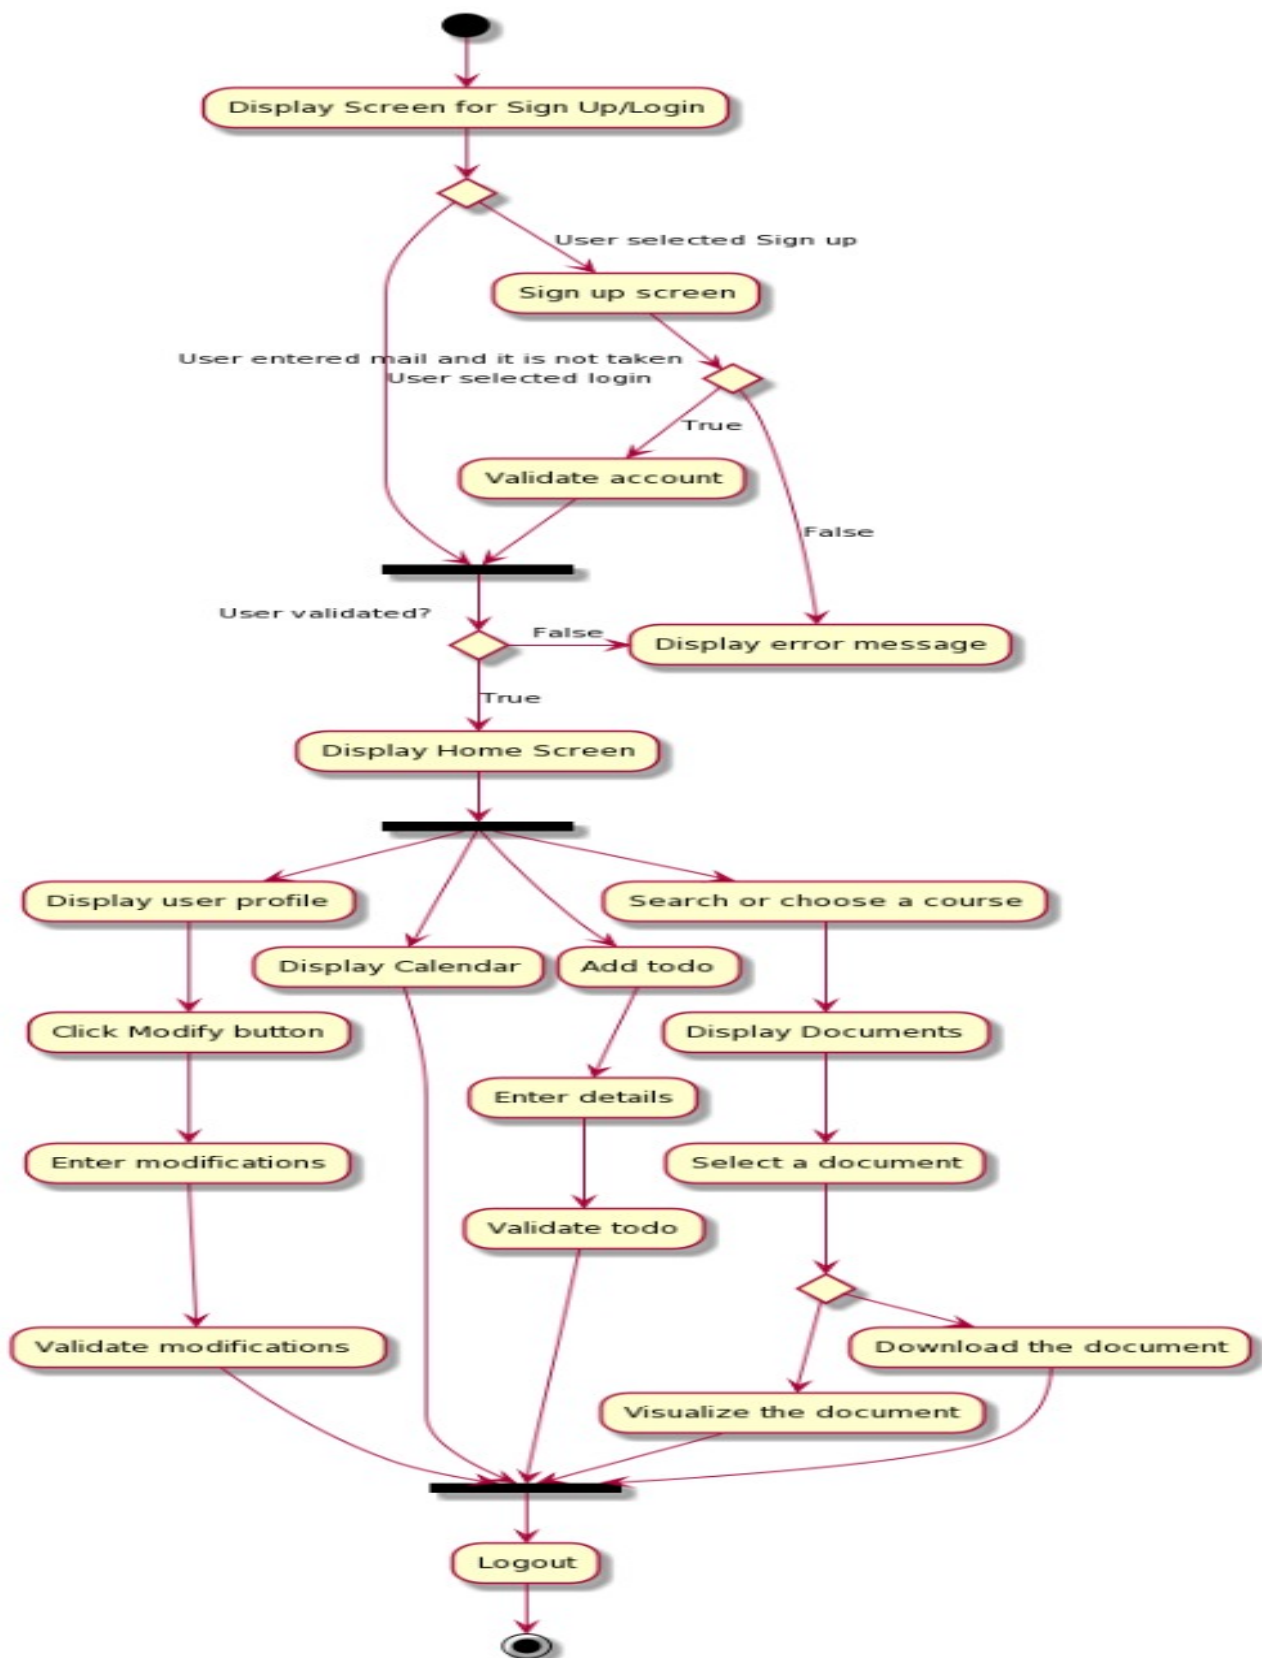 Display Screen for Sign Up/Login
User selected Sign up
Sign up screen
User entered mail and it is not taken
User selected login
True
Validate account
False
User validated?
False
Display error message
True
Display Home Screen
Display user profile
Search or choose a course
Display Calendar
Add todo
Click Modify button
Display Documents
Enter details
Enter modifications
Select a document
Validate todo
Validate modifications
Download the document
Visualize the document
Logout